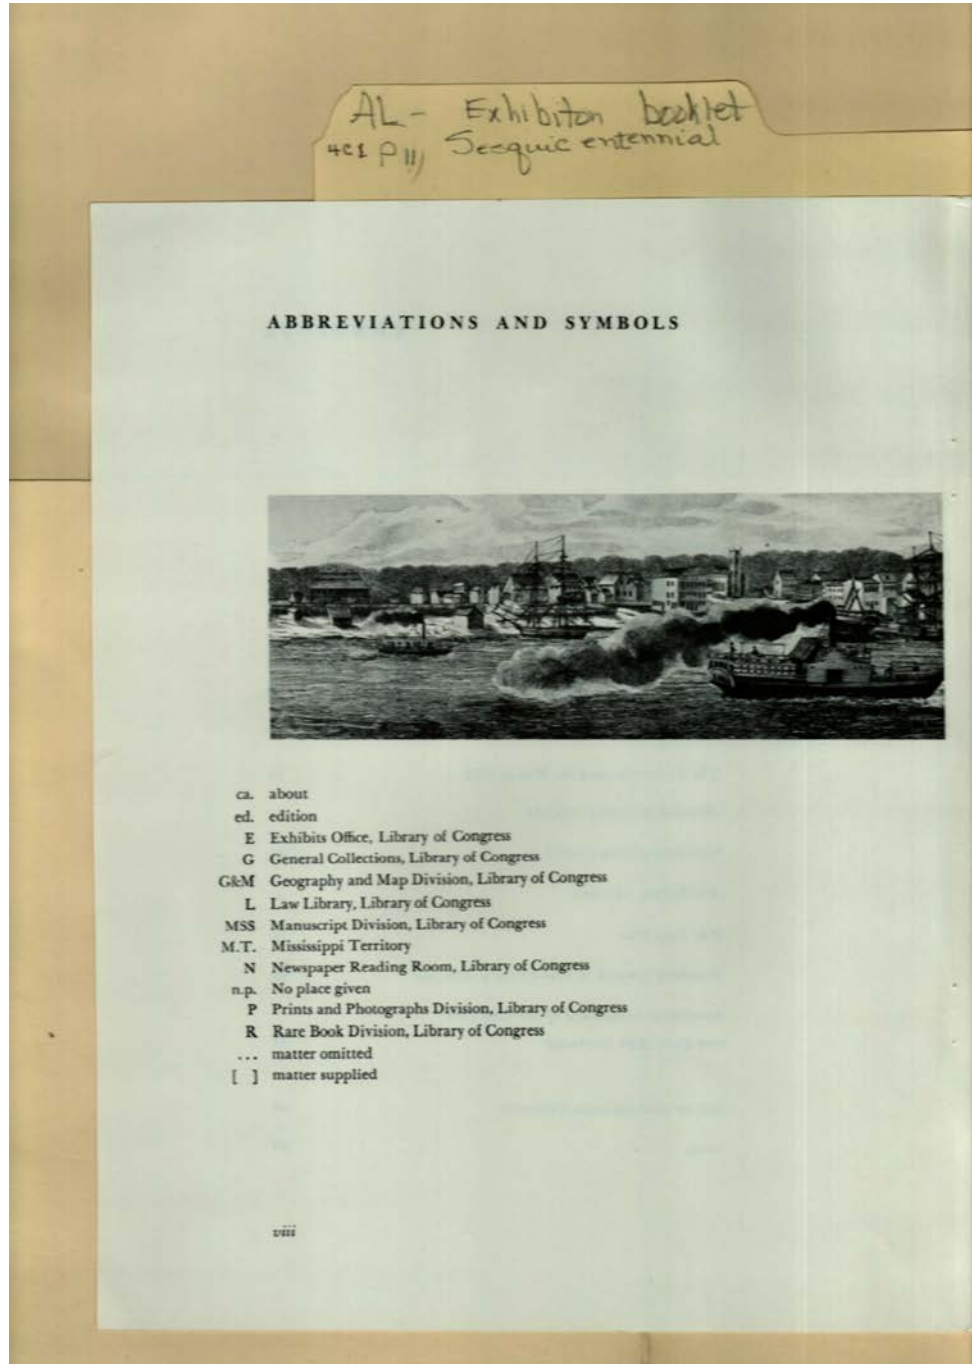 AL - Exhibiton booklet
4c1 P 11, Sesquicentennial
ABBREVIATIONS AND SYMBOLS
ca. about
ed. edition
E Exhibits Office, Library of Congress
G General Collections, Library of Congress
G&M Geography and Map Division, Library of Congress
L Law Library, Library of Congress
MSS Manuscript Division, Library of Congress
M.T. Mississippi Territory
N Newspaper Reading Room, Library of Congress
n.p. No place given
P Prints and Photographs Division, Library of Congress
R Rare Book Division, Library of Congress
... matter omitted
[ ] matter supplied
viii